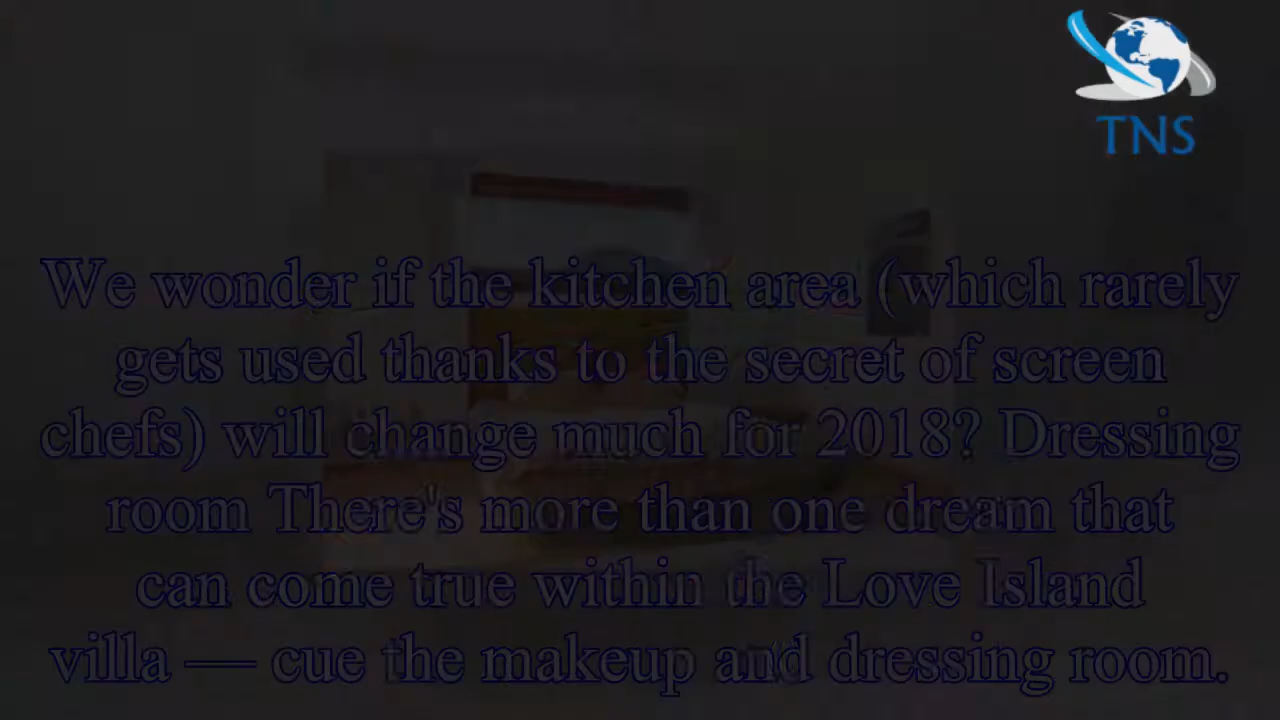 TNS
We wonder if the kitchen area (which rarely
gets used thanks to the secret of screen
chefs) will change much for 2018? Dressing
room There's more than one dream that
can come true within the Love Island
villa — cue the makeup and dressing room.